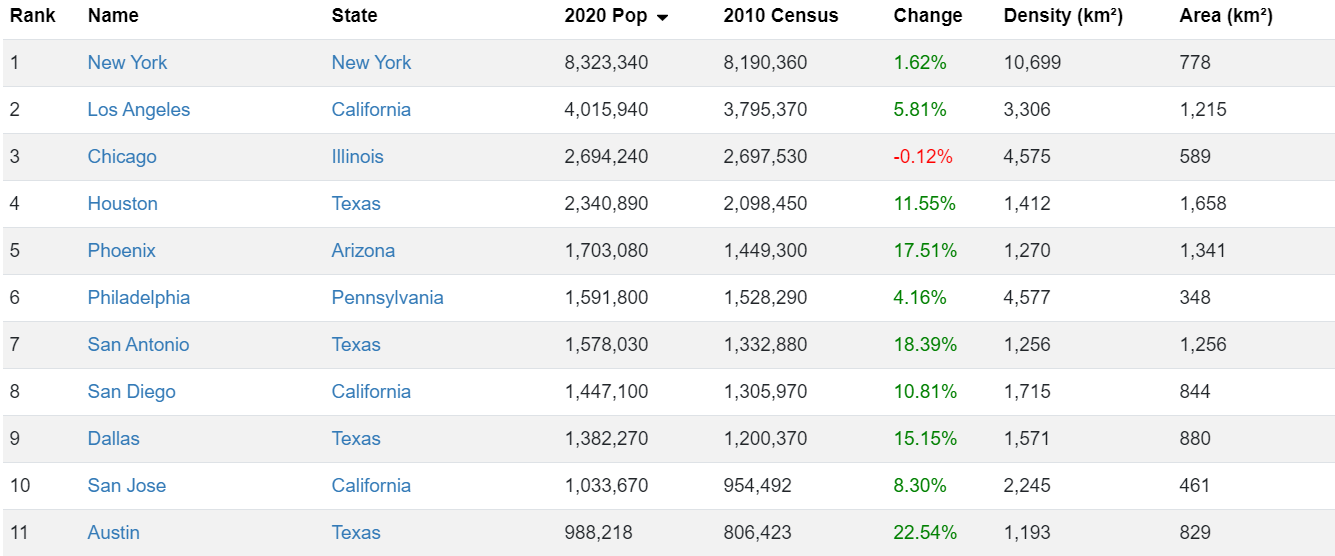 Rank Name State 2020 Pop 2010 Census Change Density (km²) Area (km²)
1 New York New York 8,323,340 8,190,360 1.62% 10,699 778
2 Los Angeles California 4,015,940 3,795,370 5.81% 3,306 1,215
3 Chicago Illinois 2,694,240 2,697,530 -0.12% 4,575 589
4 Houston Texas 2,340,890 2,098,450 11.55% 1,412 1,658
5 Phoenix Arizona 1,703,080 1,449,300 17.51% 1,270 1,341
6 Philadelphia Pennsylvania 1,591,800 1,528,290 4.16% 4,577 348
7 San Antonio Texas 1,578,030 1,332,880 18.39% 1,256 1,256
8 San Diego California 1,447,100 1,305,970 10.81% 1,715 844
9 Dallas Texas 1,382,270 1,200,370 15.15% 1,571 880
10 San Jose California 1,033,670 954,492 8.30% 2,245 461
11 Austin Texas 988,218 806,423 22.54% 1,193 829